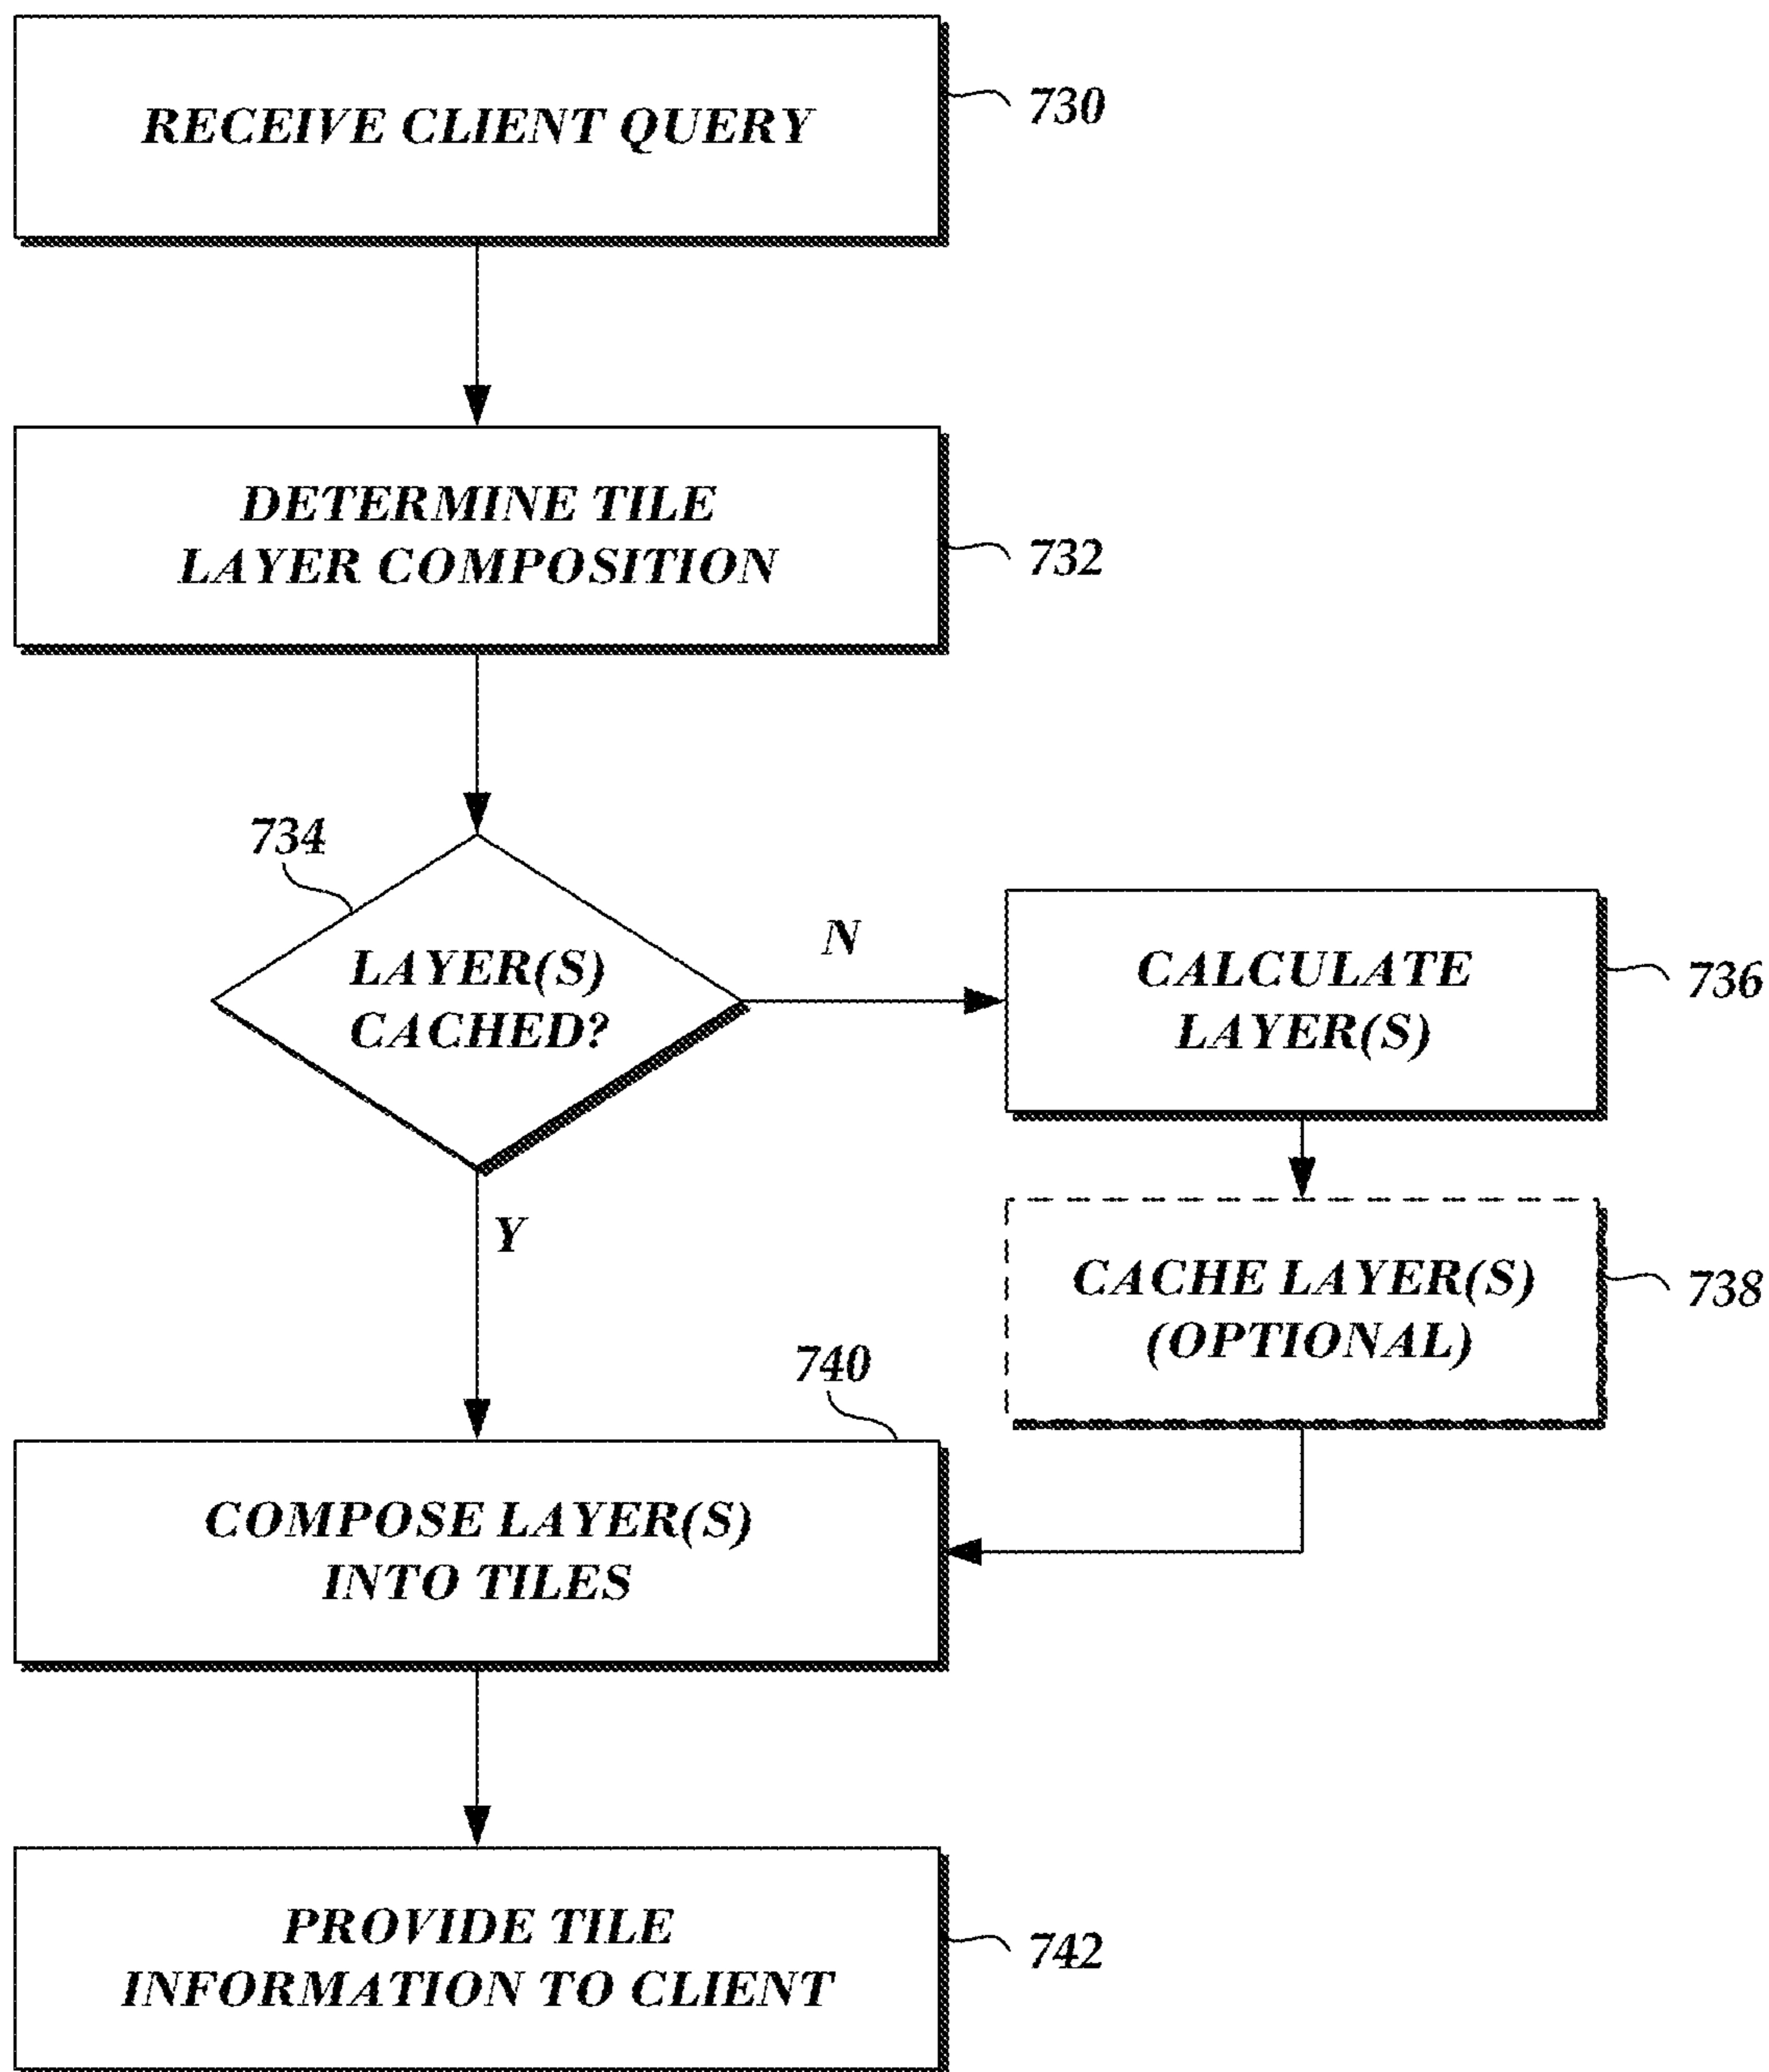 RECEIVE CLIENT QUERY
730
DETERMINE TILE
LAYER COMPOSITION
732
734
LAYER(S)
CACHED?
N
CALCULATE
LAYER(S)
736
Y
CACHE LAYER(S)
(OPTIONAL)
738
740
COMPOSE LAYER(S)
INTO TILES
PROVIDE TILE
INFORMATION TO CLIENT
742